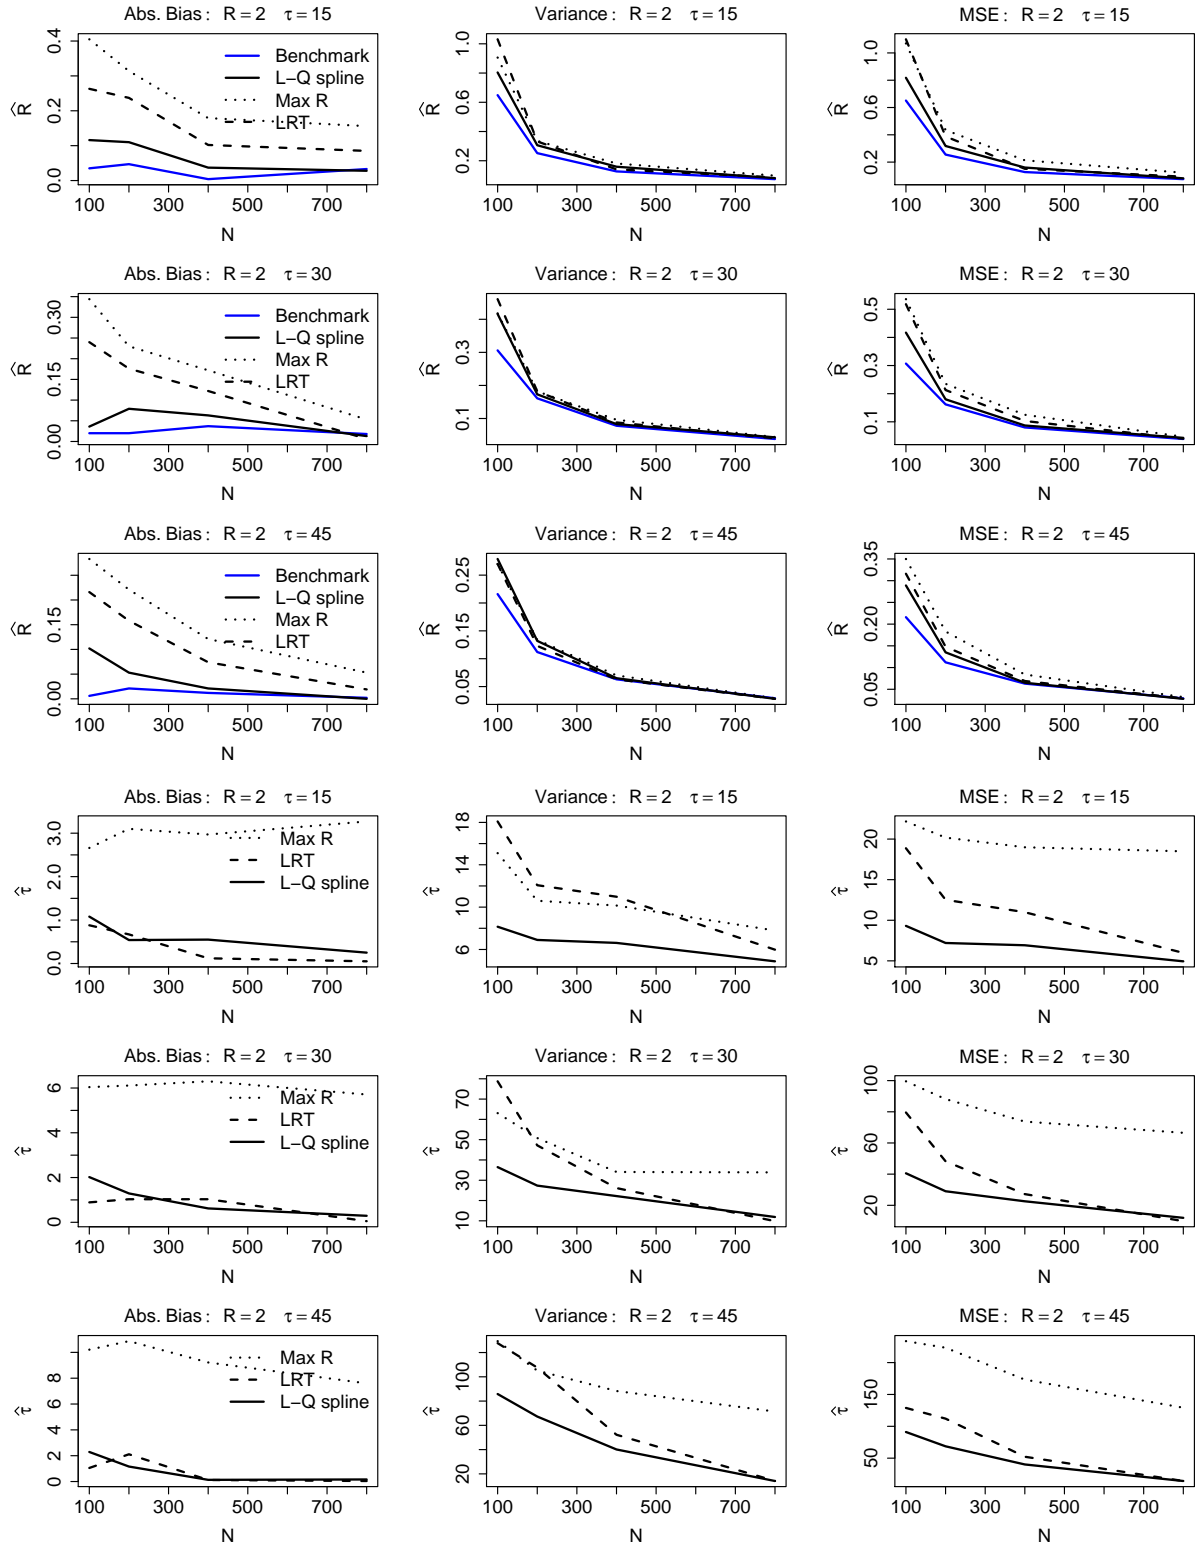 Abs. Bias : R = 2 τ = 15
R̂
0.4
0.2
0.0
Benchmark
L−Q spline
Max R
LRT
100 300 500 700
N
Variance : R = 2 τ = 15
R̂
1.0
0.6
0.2
100 300 500 700
N
MSE : R = 2 τ = 15
R̂
1.0
0.6
0.2
100 300 500 700
N
Abs. Bias : R = 2 τ = 30
R̂
0.30
0.15
0.00
Benchmark
L−Q spline
Max R
LRT
100 300 500 700
N
Variance : R = 2 τ = 30
R̂
0.3
0.1
100 300 500 700
N
MSE : R = 2 τ = 30
R̂
0.5
0.3
0.1
100 300 500 700
N
Abs. Bias : R = 2 τ = 45
R̂
0.15
0.00
Benchmark
L−Q spline
Max R
LRT
100 300 500 700
N
Variance : R = 2 τ = 45
R̂
0.25
0.15
0.05
100 300 500 700
N
MSE : R = 2 τ = 45
R̂
0.35
0.20
0.05
100 300 500 700
N
Abs. Bias : R = 2 τ = 15
τ̂
3.0
2.0
1.0
0.0
Max R
LRT
L−Q spline
100 300 500 700
N
Variance : R = 2 τ = 15
τ̂
18
14
10
6
100 300 500 700
N
MSE : R = 2 τ = 15
τ̂
20
15
10
5
100 300 500 700
N
Abs. Bias : R = 2 τ = 30
τ̂
6
4
2
0
Max R
LRT
L−Q spline
100 300 500 700
N
Variance : R = 2 τ = 30
τ̂
70
50
30
10
100 300 500 700
N
MSE : R = 2 τ = 30
τ̂
100
60
20
100 300 500 700
N
Abs. Bias : R = 2 τ = 45
τ̂
8
6
4
2
0
Max R
LRT
L−Q spline
100 300 500 700
N
Variance : R = 2 τ = 45
τ̂
100
60
20
100 300 500 700
N
MSE : R = 2 τ = 45
τ̂
150
50
100 300 500 700
N